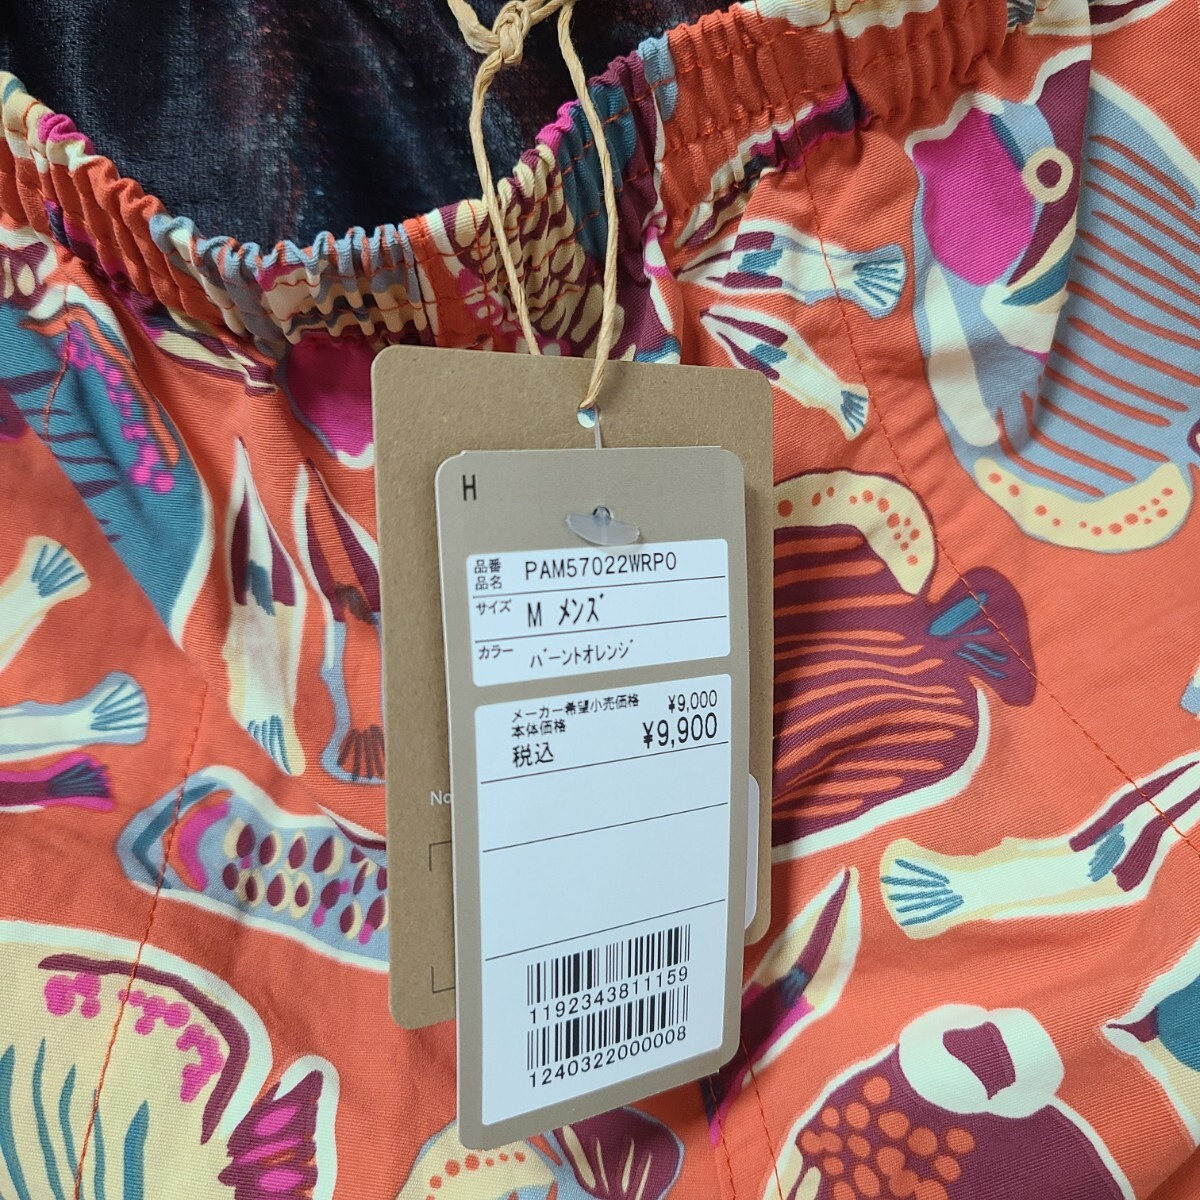 H
品番
品名 PAM57022WRPO
サイズ M メンズ
カラー バーントオレンジ
メーカー希望小売価格
本体価格 ¥9,000
税込 ¥9,900
No
1192343811159
1240322000008